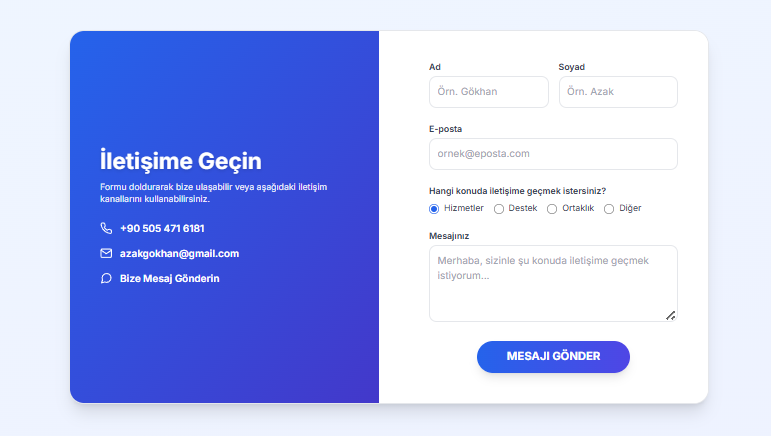 İletişime Geçin
Formu doldurarak bize ulaşabilir veya aşağıdaki iletişim
kanallarını kullanabilirsiniz.
+90 505 471 6181
azakgokhan@gmail.com
Bize Mesaj Gönderin
Ad
Soyad
Örn. Gökhan
Örn. Azak
E-posta
ornek@eposta.com
Hangi konuda iletişime geçmek istersiniz?
Hizmetler Destek Ortaklık Diğer
Mesajınız
Merhaba, sizinle şu konuda iletişime geçmek
istiyorum...
MESAJI GÖNDER